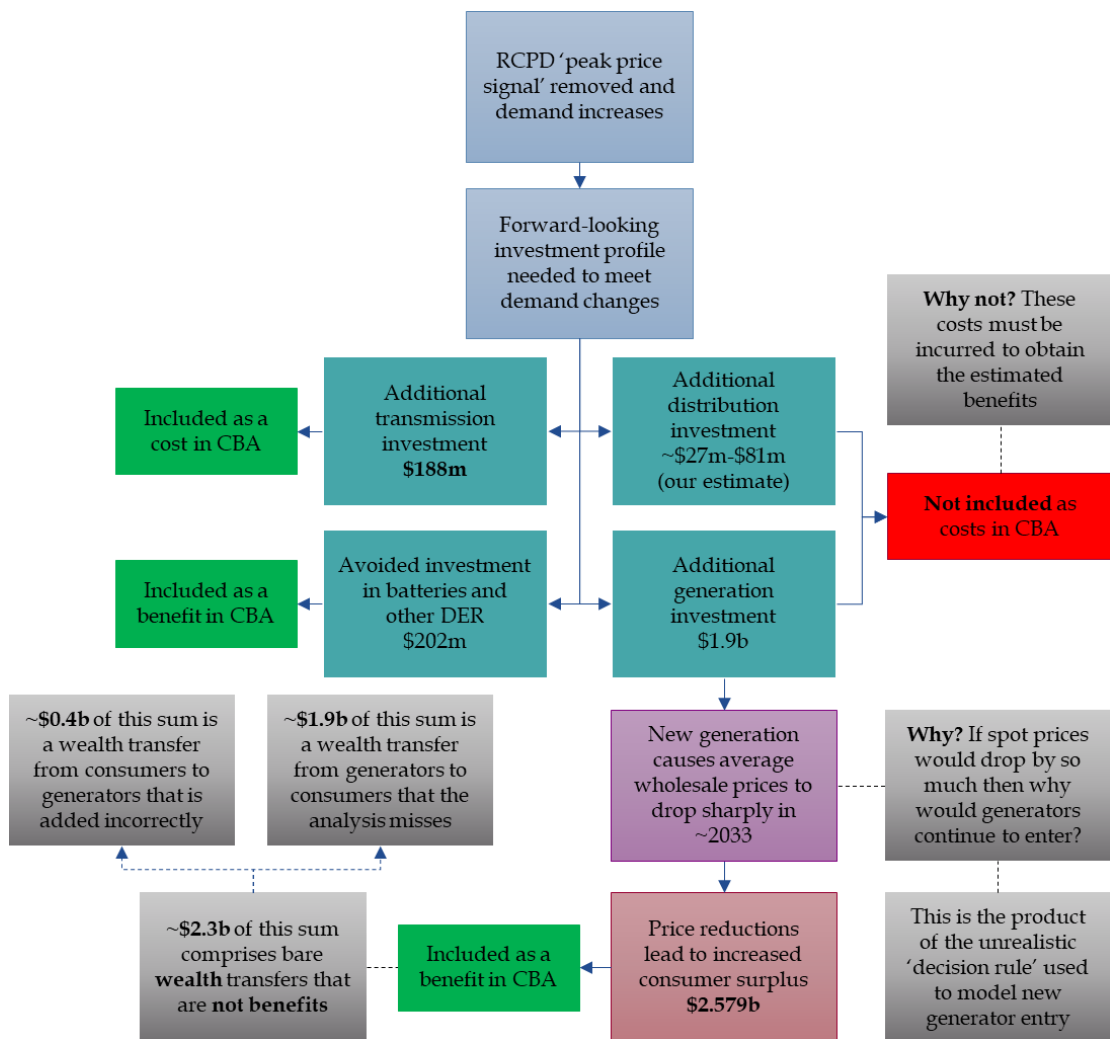 RCPD ‘peak price
signal’ removed and
demand increases
Forward-looking
investment profile
needed to meet
demand changes
Why not? These
costs must be
incurred to obtain
the estimated
benefits
Included as a
cost in CBA
Additional
transmission
investment
$188m
Additional
distribution
investment
~$27m-$81m
(our estimate)
Not included as
costs in CBA
Included as a
benefit in CBA
Avoided investment
in batteries and
other DER
$202m
Additional
generation
investment
$1.9b
~$0.4b of this sum is
a wealth transfer
from consumers to
generators that is
added incorrectly
~$1.9b of this sum is
a wealth transfer
from generators to
consumers that the
analysis misses
New generation
causes average
wholesale prices to
drop sharply in
~2033
Why? If spot prices
would drop by so
much then why
would generators
continue to enter?
~$2.3b of this sum
comprises bare
wealth transfers that
are not benefits
Included as a
benefit in CBA
Price reductions
lead to increased
consumer surplus
$2.579b
This is the product
of the unrealistic
‘decision rule’ used
to model new
generator entry